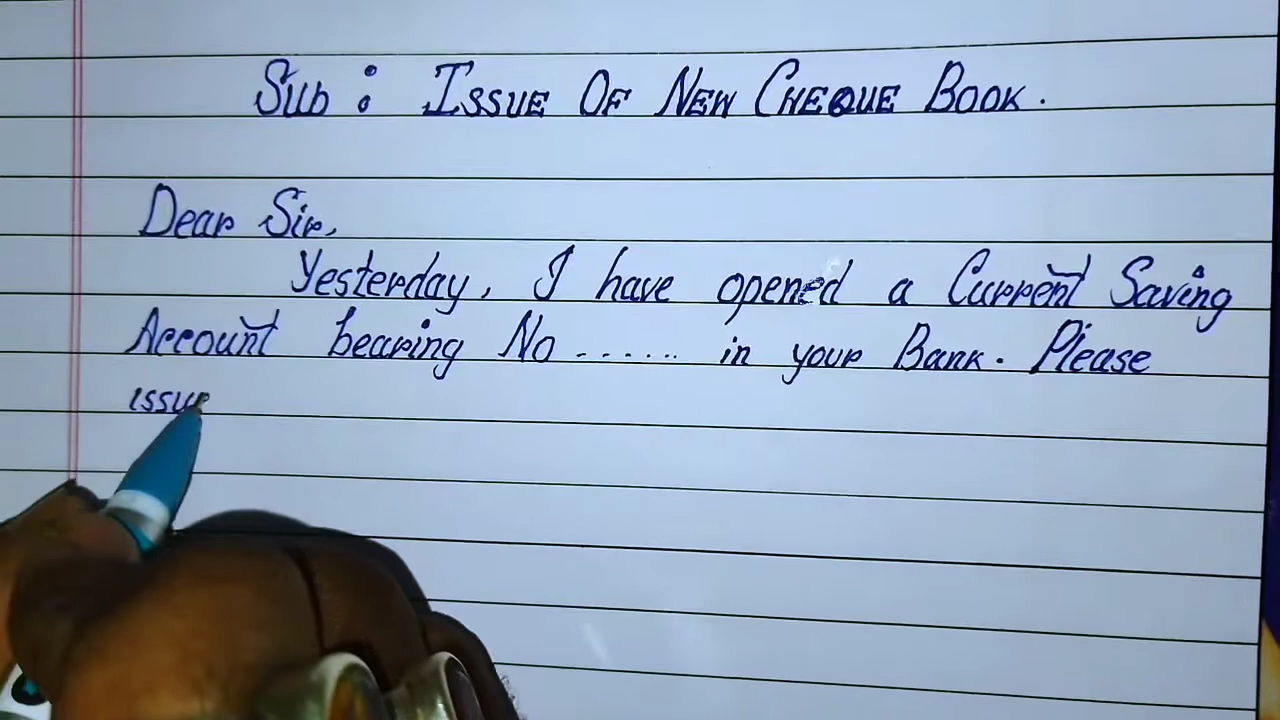 Sub : Issue Of New Cheque Book.
Dear Sir,
Yesterday, I have opened a Current Saving
Account bearing No ...... in your Bank. Please
issue